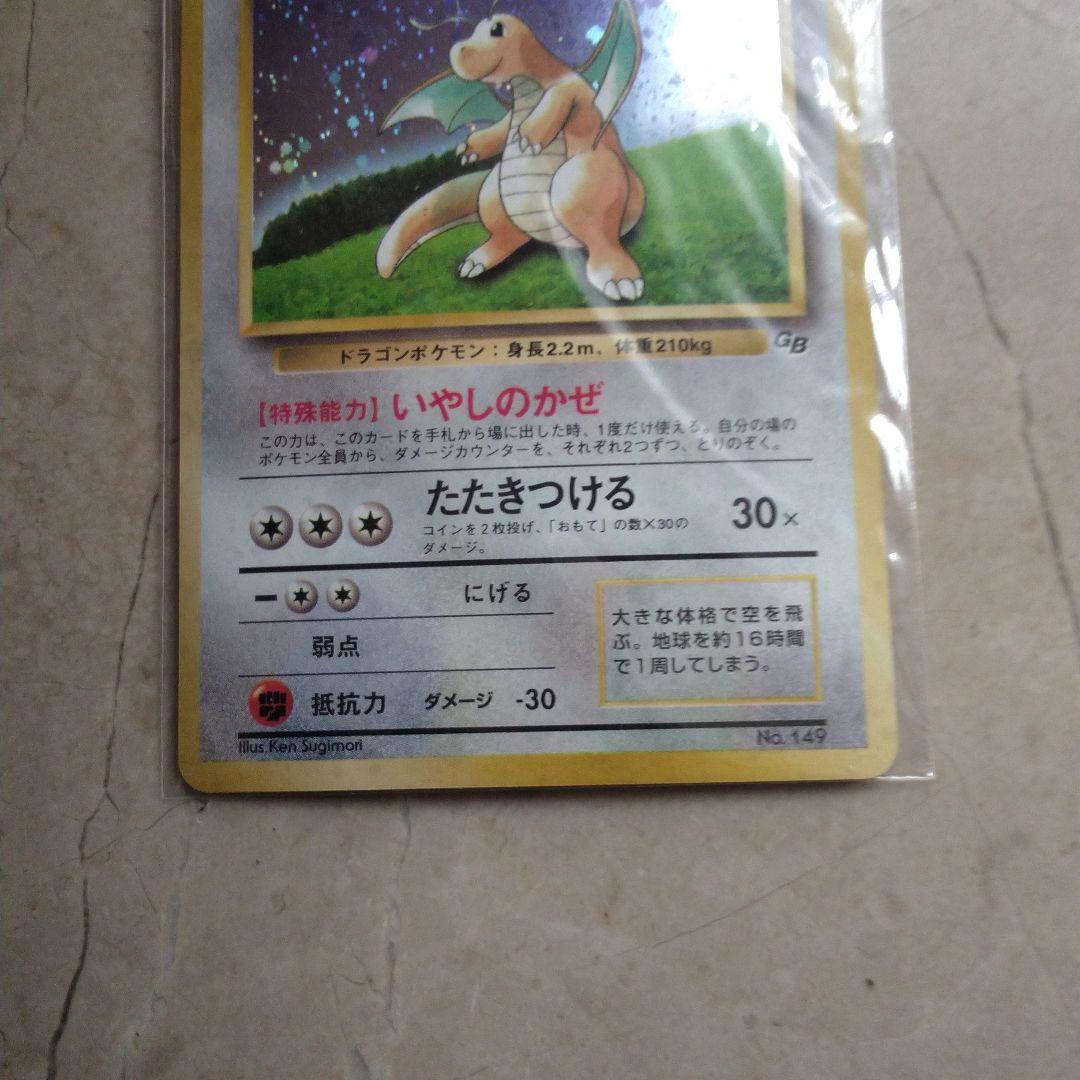 ドラゴンポケモン：身長2.2m、体重210kg
GB
【特殊能力】いやしのかぜ
この力は、このカードを手札から場に出した時、1度だけ使える。自分の場の
ポケモン全員から、ダメージカウンターを、それぞれ2つずつ、とりのぞく。
たたきつける 30×
コインを2枚投げ、「おもて」の数×30の
ダメージ。
にげる
弱点
抵抗力 ダメージ -30
大きな体格で空を飛
ぶ。地球を約16時間
で1周してしまう。
Illus. Ken Sugimori
No. 149